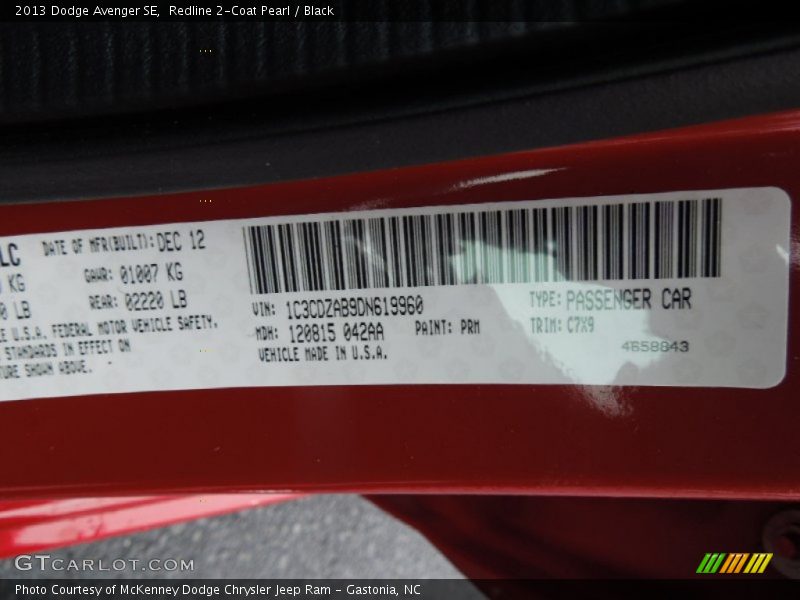 2013 Dodge Avenger SE, Redline 2-Coat Pearl / Black
LC DATE OF MFR(BUILT): DEC 12
KG GAWR: 01007 KG
LB REAR: 02220 LB
U.S.A. FEDERAL MOTOR VEHICLE SAFETY,
STANDARDS IN EFFECT ON
SHOWN ABOVE.
VIN: 1C3CDZAB9DN619960 TYPE: PASSENGER CAR
MDH: 120815 042AA PAINT: PRM TRIM: C7X9
VEHICLE MADE IN U.S.A. 4658843
GTCARLOT.COM
Photo Courtesy of McKenney Dodge Chrysler Jeep Ram - Gastonia, NC